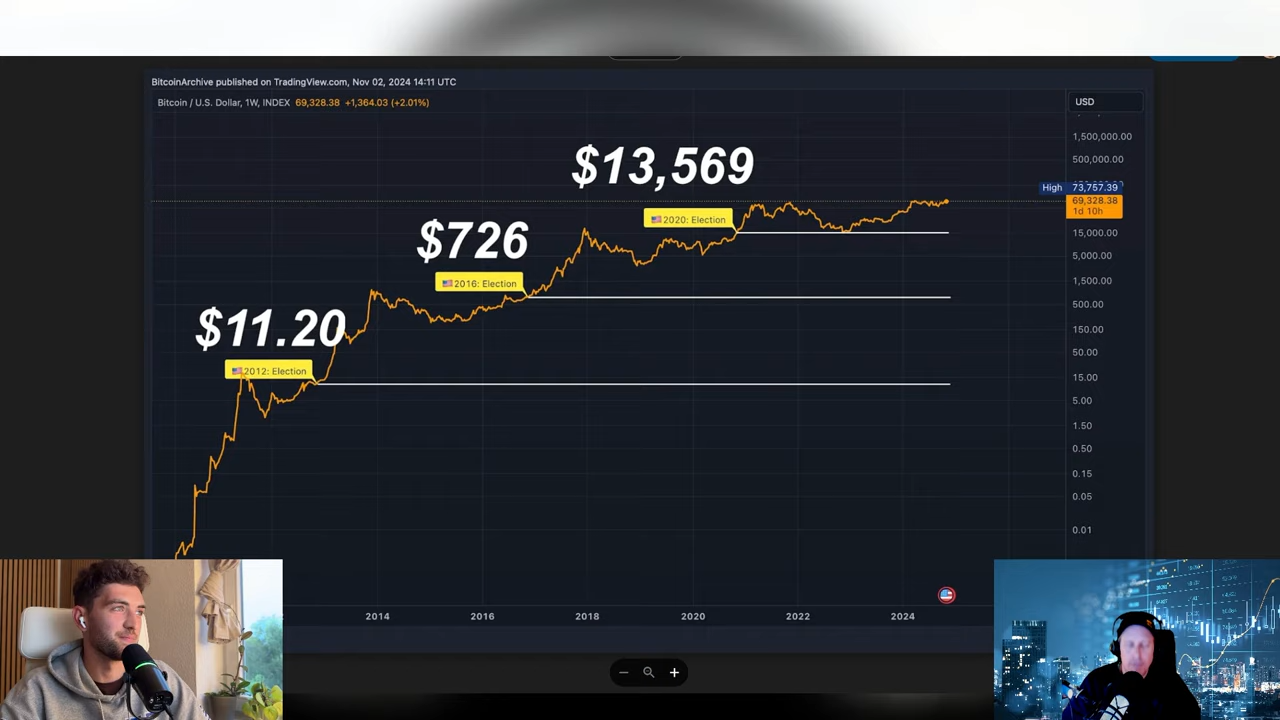 BitcoinArchive published on TradingView.com, Nov 02, 2024 14:11 UTC
Bitcoin / U.S. Dollar, 1W, INDEX 69,328.38 +1,364.03 (+2.01%)
USD
1,500,000.00
$13,569
500,000.00
High 73,757.39
69,328.38
1d 10h
2020: Election
$726
15,000.00
5,000.00
2016: Election
1,500.00
500.00
$11.20
150.00
50.00
2012: Election
15.00
5.00
1.50
0.50
0.15
0.05
0.01
2014 2016 2018 2020 2022 2024